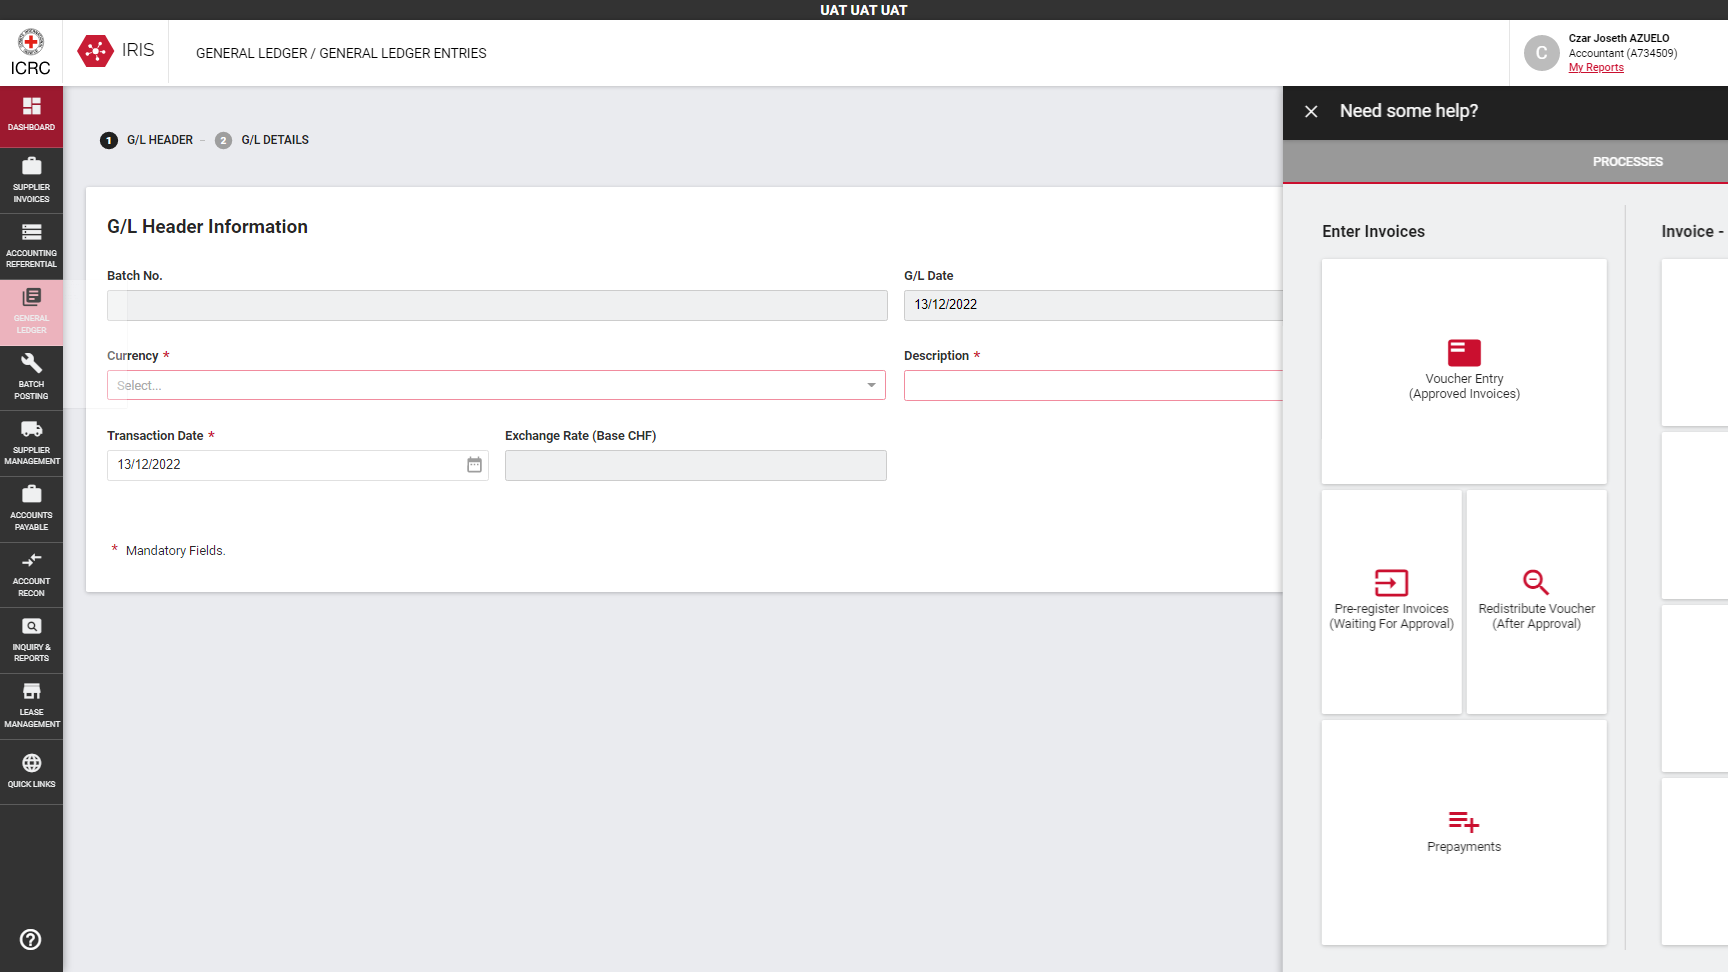 UAT UAT UAT
ICRC
IRIS
GENERAL LEDGER / GENERAL LEDGER ENTRIES
C
Czar Joseth AZUELO
Accountant (A734509)
My Reports
DASHBOARD
SUPPLIER
INVOICES
ACCOUNTING
REFERENTIAL
GENERAL
LEDGER
BATCH
POSTING
SUPPLIER
MANAGEMENT
ACCOUNTS
PAYABLE
ACCOUNT
RECON
INQUIRY &
REPORTS
LEASE
MANAGEMENT
QUICK LINKS
1 G/L HEADER – 2 G/L DETAILS
G/L Header Information
Batch No.
G/L Date
13/12/2022
Currency *
Select...
Description *
Transaction Date *
13/12/2022
Exchange Rate (Base CHF)
* Mandatory Fields.
Need some help?
PROCESSES
Enter Invoices
Voucher Entry
(Approved Invoices)
Pre-register Invoices
(Waiting For Approval)
Redistribute Voucher
(After Approval)
Prepayments
Invoice -